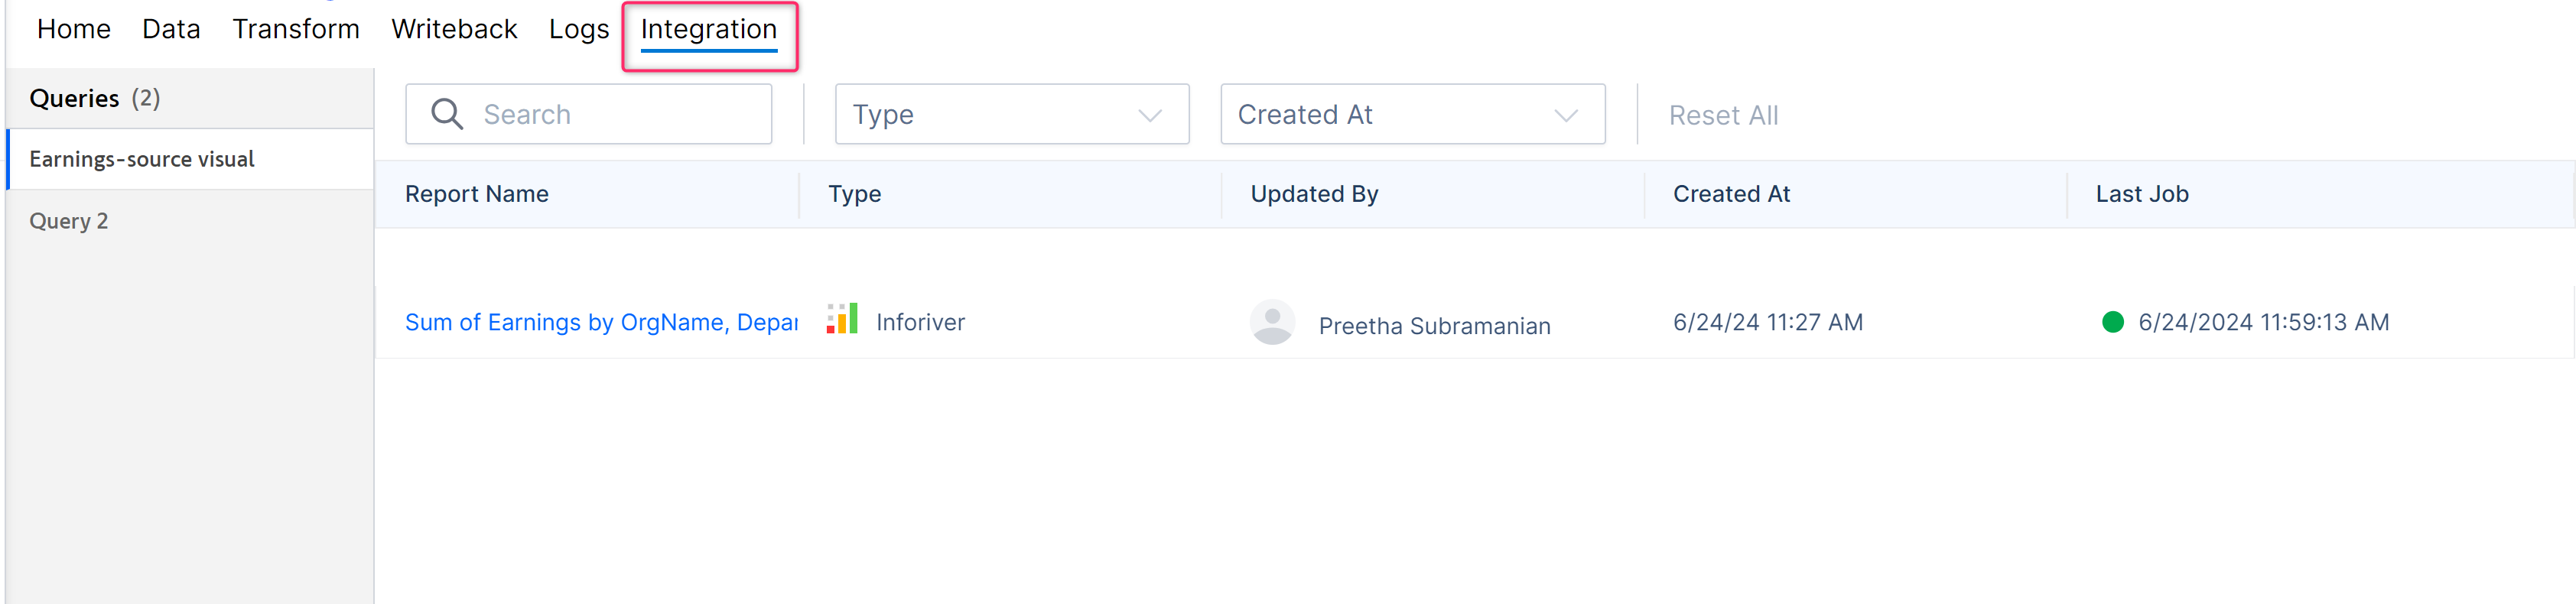 Home Data Transform Writeback Logs Integration
Queries (2)
Search Type Created At Reset All
Earnings-source visual
Report Name Type Updated By Created At Last Job
Query 2
Sum of Earnings by OrgName, Depar Inforiver Preetha Subramanian 6/24/24 11:27 AM 6/24/2024 11:59:13 AM